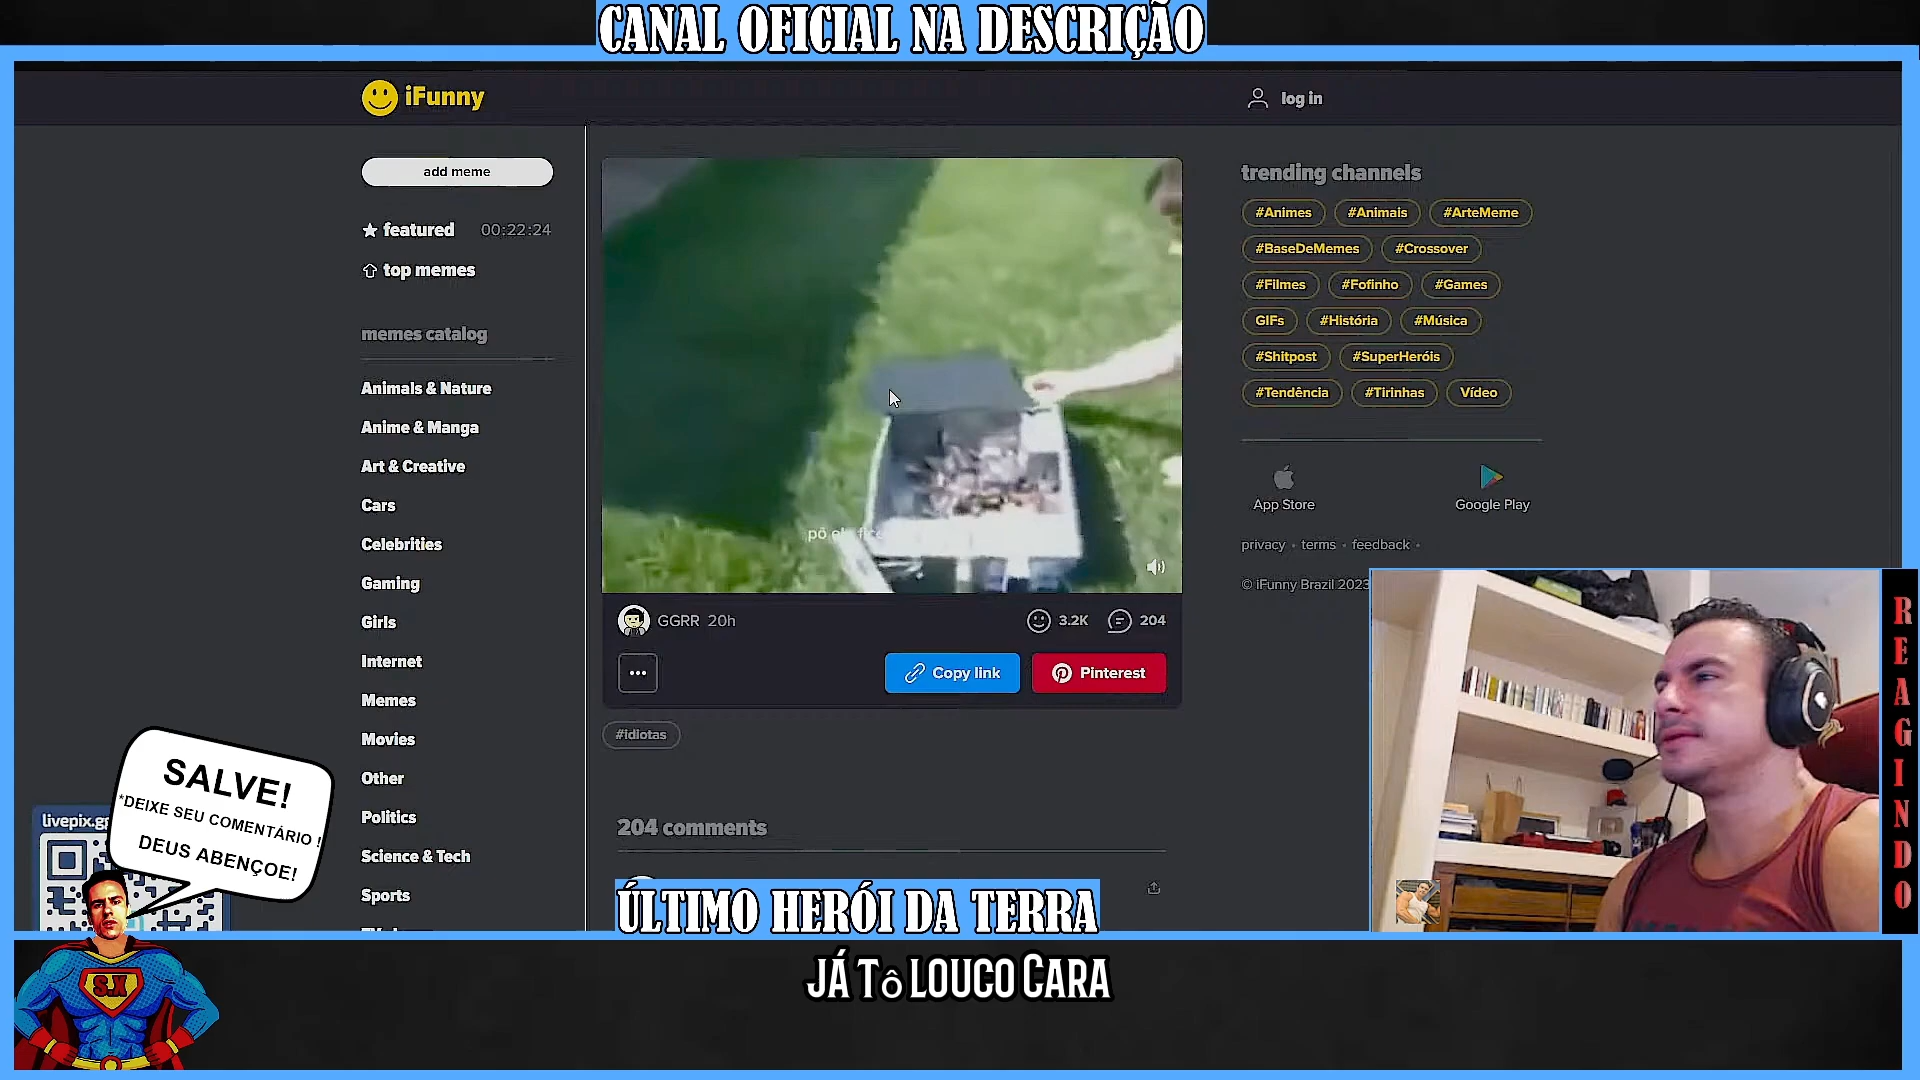 CANAL OFICIAL NA DESCRIÇÃO
iFunny
log in
add meme
featured 00:22:24
top memes
memes catalog
Animals & Nature
Anime & Manga
Art & Creative
Cars
Celebrities
Gaming
Girls
Internet
Memes
Movies
Other
Politics
Science & Tech
Sports
GGRR 20h
3.2K
204
Copy link
Pinterest
#idiotas
204 comments
trending channels
#Animes #Animais #ArteMeme
#BaseDeMemes #Crossover
#Filmes #Fofinho #Games
GIFs #História #Música
#Shitpost #SuperHeróis
#Tendência #Tirinhas Vídeo
App Store Google Play
privacy • terms • feedback •
© iFunny Brazil 2023
REAGINDO
SALVE!
*DEIXE SEU COMENTÁRIO !
DEUS ABENÇOE!
S.X
ÚLTIMO HERÓI DA TERRA
JÁ Tô LOUCO CARA